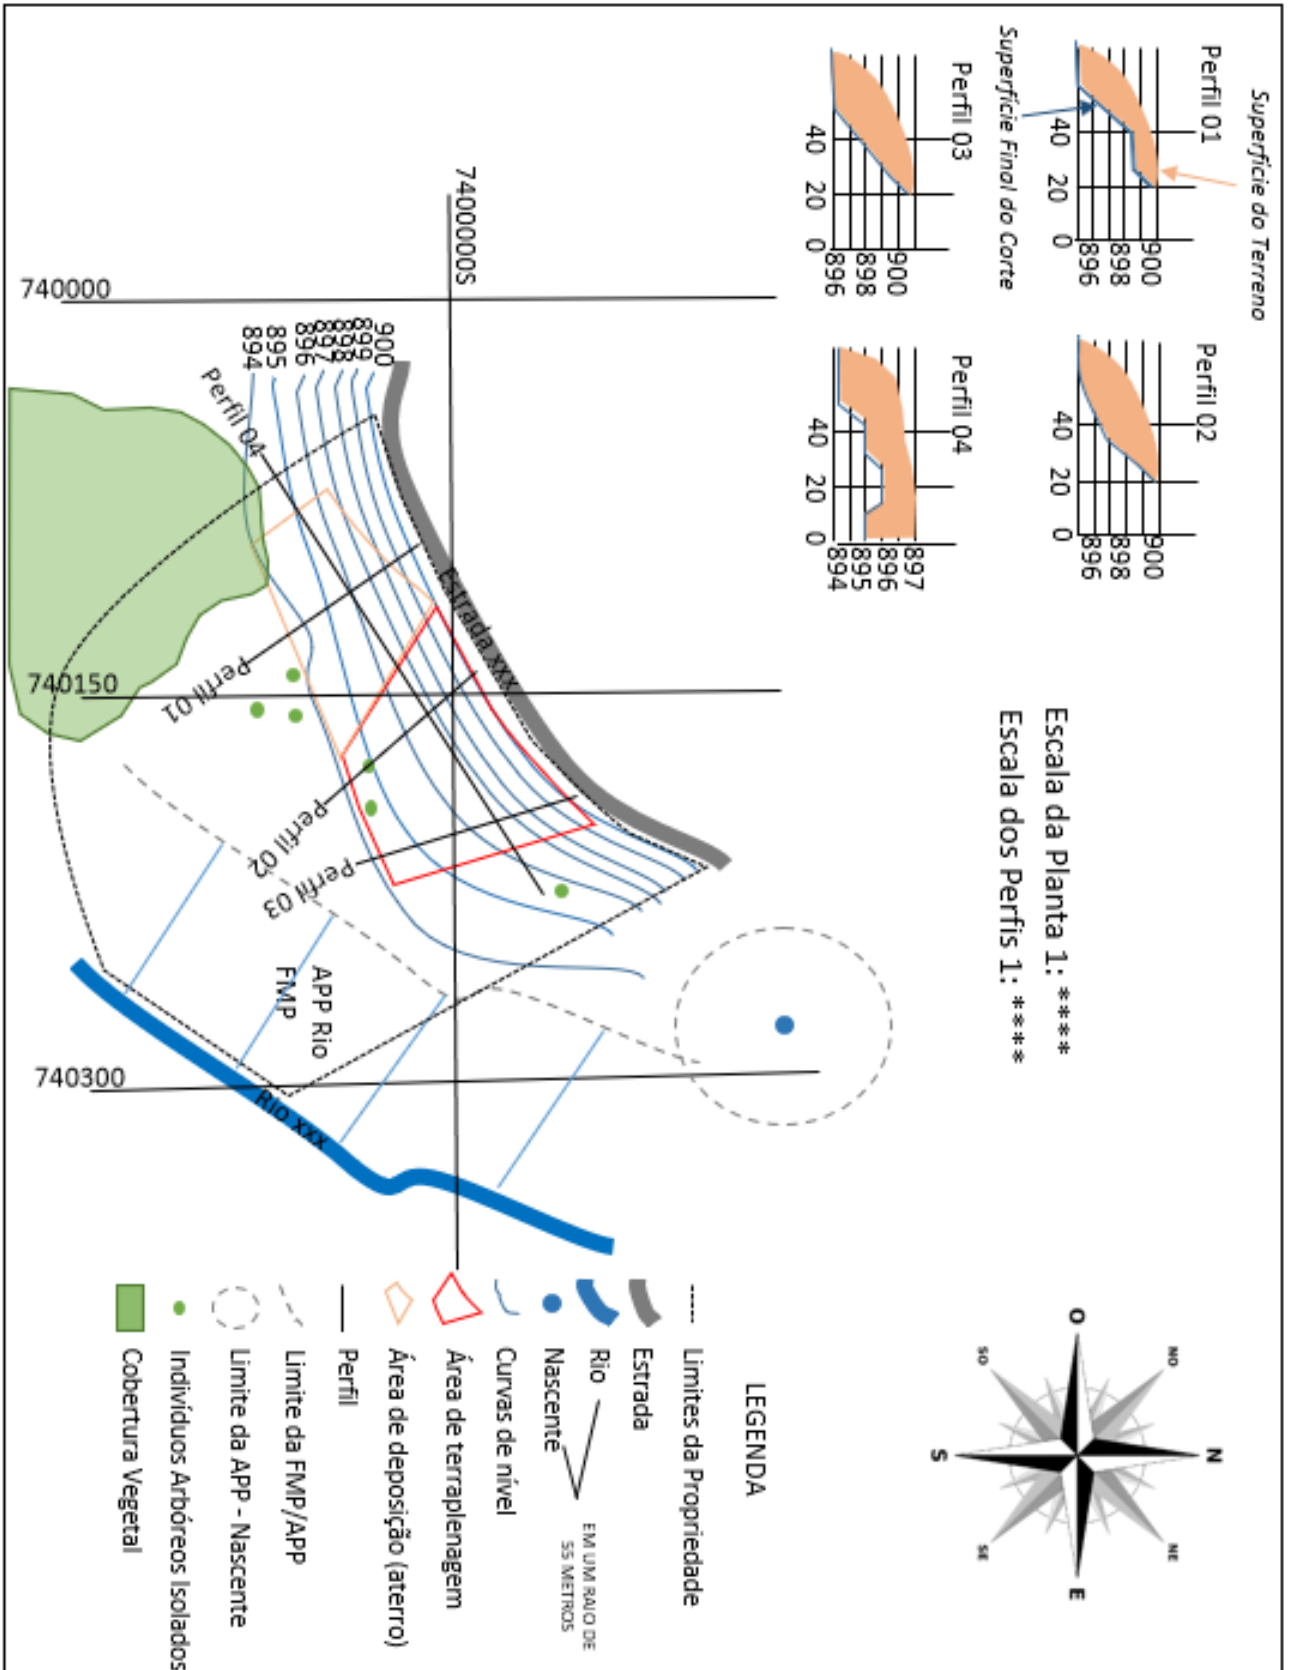 Superfície do Terreno
Perfil 01
40
20
0
896
898
900
Perfil 02
40
20
0
896
898
900
Superfície Final do Corte
Perfil 03
40
20
0
896
898
900
Perfil 04
40
20
0
894
895
896
897
Escala da Planta 1: ****
Escala dos Perfis 1: ****
7400000S
740000
740150
740300
900
899
898
897
896
895
894
Estrada xxx
Perfil 04
Perfil 01
Perfil 02
Perfil 03
APP Rio
FMP
Rio xxx
N
NE
E
SE
S
SO
O
NO
LEGENDA
Limites da Propriedade
Estrada
Rio
Nascente
EM UM RAIO DE
55 METROS
Curvas de nível
Área de terraplenagem
Área de deposição (aterro)
Perfil
Limite da FMP/APP
Limite da APP - Nascente
Indivíduos Arbóreos Isolados
Cobertura Vegetal